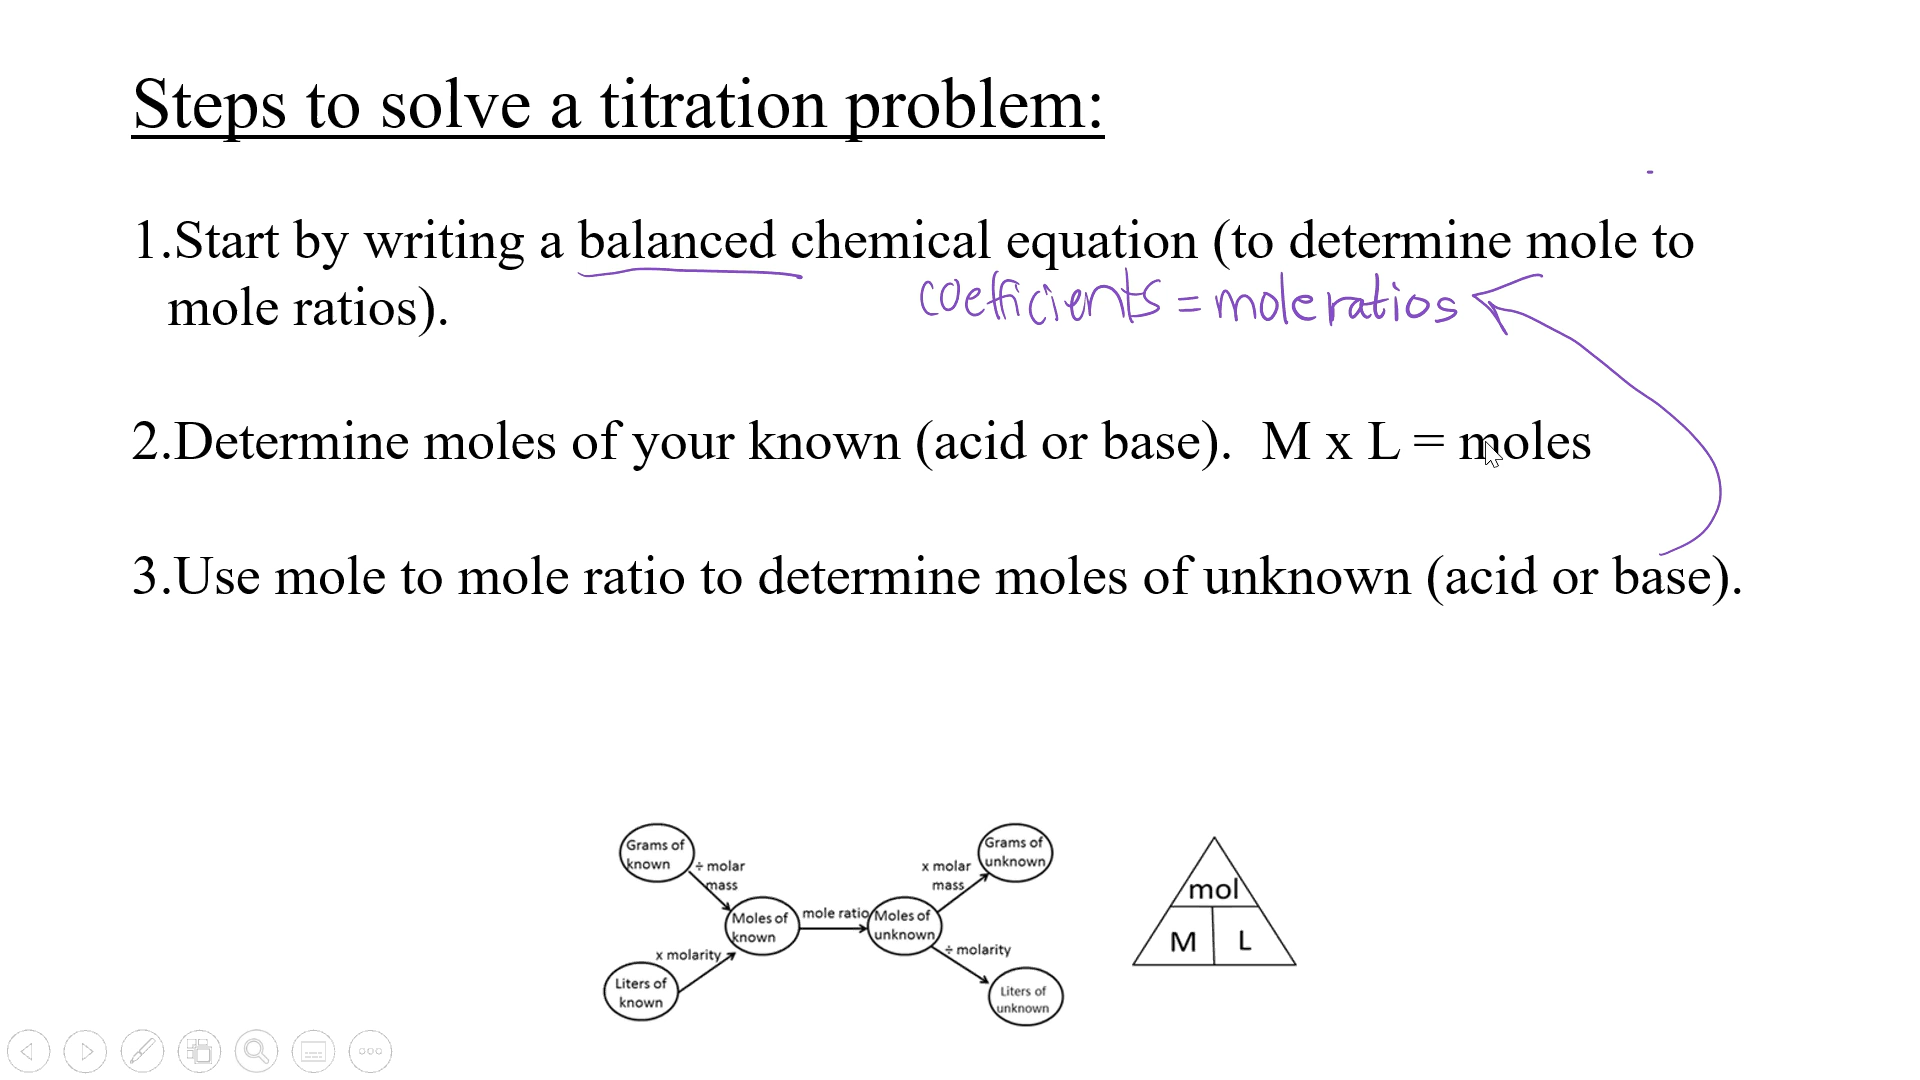 Steps to solve a titration problem:
1.Start by writing a balanced chemical equation (to determine mole to
mole ratios).
coefficients = mole ratios
2.Determine moles of your known (acid or base).  M x L = moles
3.Use mole to mole ratio to determine moles of unknown (acid or base).
Grams of
known
÷ molar
mass
Moles of
known
x molarity
Liters of
known
mole ratio
Moles of
unknown
x molar
mass
Grams of
unknown
÷ molarity
Liters of
unknown
mol
M L